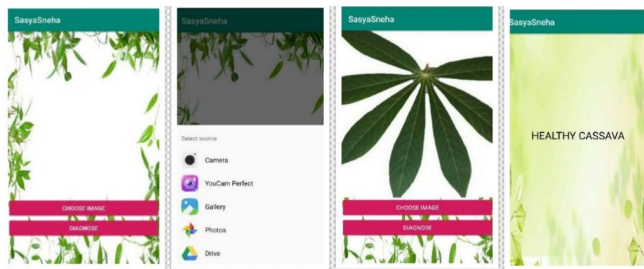 SasyaSneha
CHOOSE IMAGE
DIAGNOSE
SasyaSneha
Select source
Camera
YouCam Perfect
Gallery
Photos
Drive
SasyaSneha
CHOOSE IMAGE
DIAGNOSE
SasyaSneha
HEALTHY CASSAVA